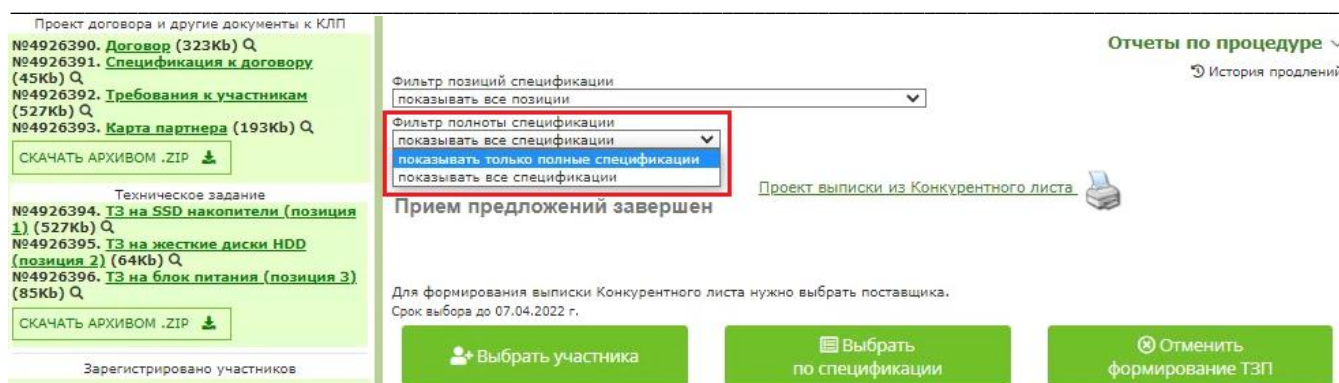 Проект договора и другие документы к КЛП
№4926390. Договор (323Kb)
№4926391. Спецификация к договору
(45Kb)
№4926392. Требования к участникам
(527Kb)
№4926393. Карта партнера (193Kb)
СКАЧАТЬ АРХИВОМ .ZIP
Техническое задание
№4926394. ТЗ на SSD накопители (позиция
1) (527Kb)
№4926395. ТЗ на жесткие диски HDD
(позиция 2) (64Kb)
№4926396. ТЗ на блок питания (позиция 3)
(85Kb)
СКАЧАТЬ АРХИВОМ .ZIP
Зарегистрировано участников
Отчеты по процедуре
История продлений
Фильтр позиций спецификации
показывать все позиции
Фильтр полноты спецификации
показывать все спецификации
показывать только полные спецификации
показывать все спецификации
Проект выписки из Конкурентного листа
Прием предложений завершен
Для формирования выписки Конкурентного листа нужно выбрать поставщика.
Срок выбора до 07.04.2022 г.
Выбрать участника
Выбрать
по спецификации
Отменить
формирование ТЗП